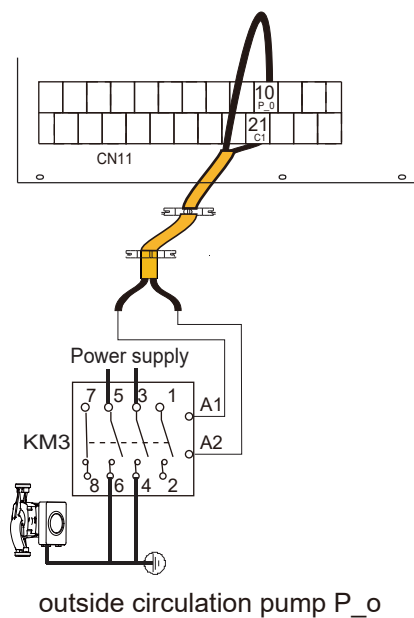 10
P_0
21
C1
CN11
Power supply
7 5 3 1
A1
KM3
A2
8 6 4 2
outside circulation pump P_o